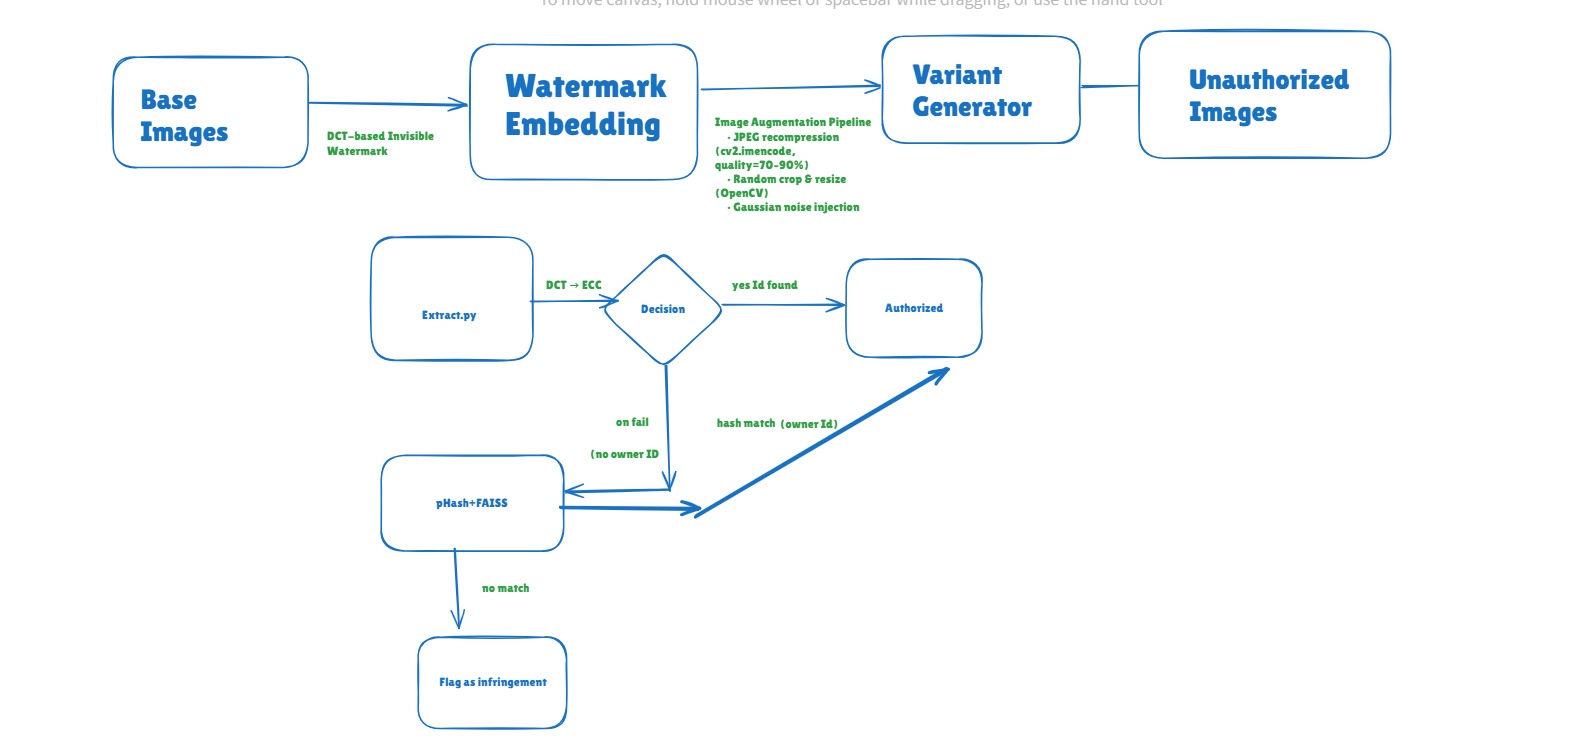 To move canvas, hold mouse wheel or spacebar while dragging, or use the hand tool
Base
Images
DCT-based Invisible
Watermark
Watermark
Embedding
Image Augmentation Pipeline
· JPEG recompression
(cv2.imencode,
quality=70-90%)
· Random crop & resize
(OpenCV)
· Gaussian noise injection
Variant
Generator
Unauthorized
Images
Extract.py
DCT → ECC
Decision
yes Id found
Authorized
on fail
(no owner ID
hash match (owner Id)
pHash+FAISS
no match
Flag as infringement